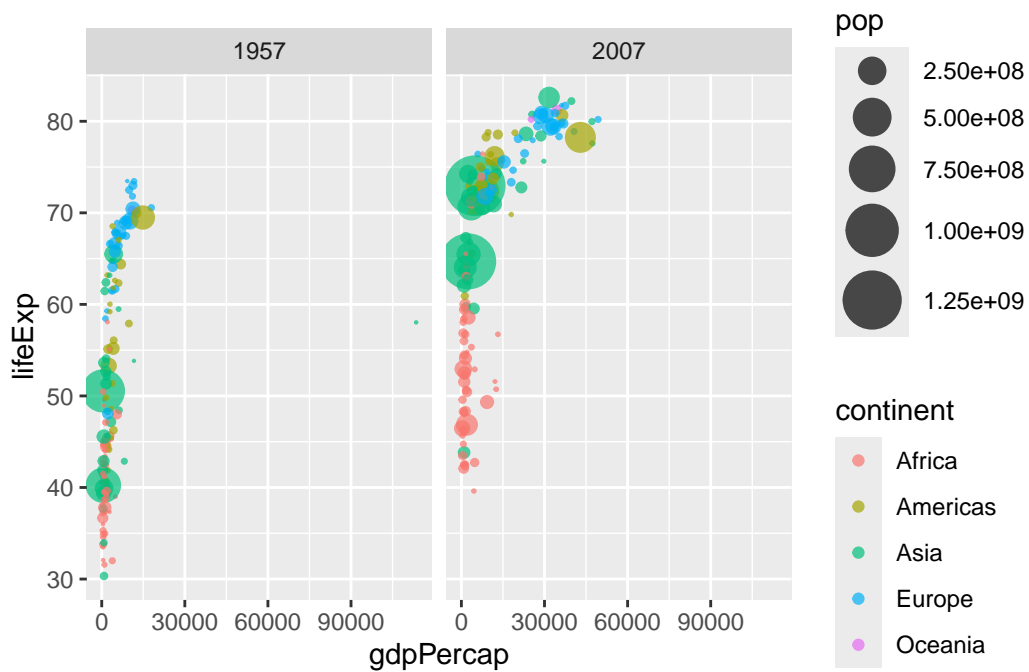 1957
2007
lifeExp
80
70
60
50
40
30
0
30000
60000
90000
0
30000
60000
90000
gdpPercap
pop
2.50e+08
5.00e+08
7.50e+08
1.00e+09
1.25e+09
continent
Africa
Americas
Asia
Europe
Oceania